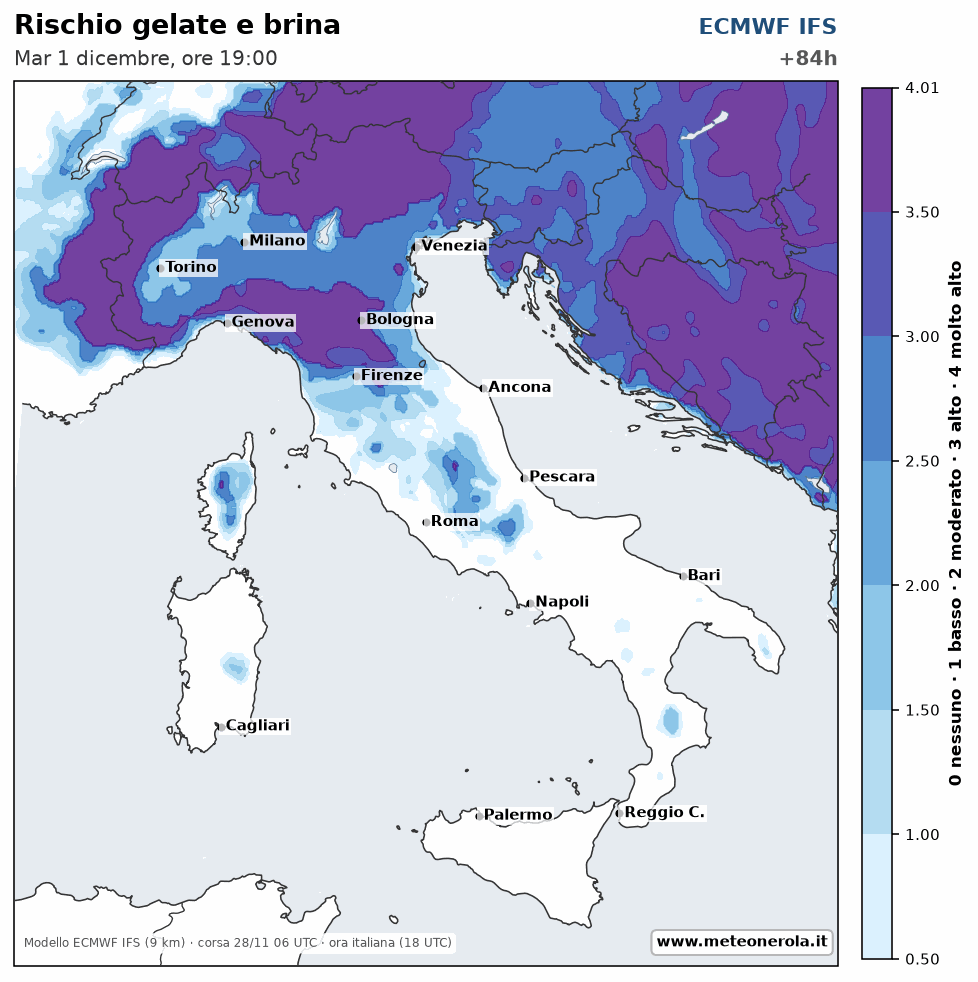 Rischio gelate e brina
ECMWF IFS
Mar 1 dicembre, ore 19:00
+84h
4.01
3.50
3.00
2.50
2.00
1.50
1.00
0.50
0 nessuno · 1 basso · 2 moderato · 3 alto · 4 molto alto
Milano
Venezia
Torino
Genova
Bologna
Firenze
Ancona
Pescara
Roma
Bari
Napoli
Cagliari
Palermo
Reggio C.
Modello ECMWF IFS (9 km) · corsa 28/11 06 UTC · ora italiana (18 UTC)
www.meteonerola.it